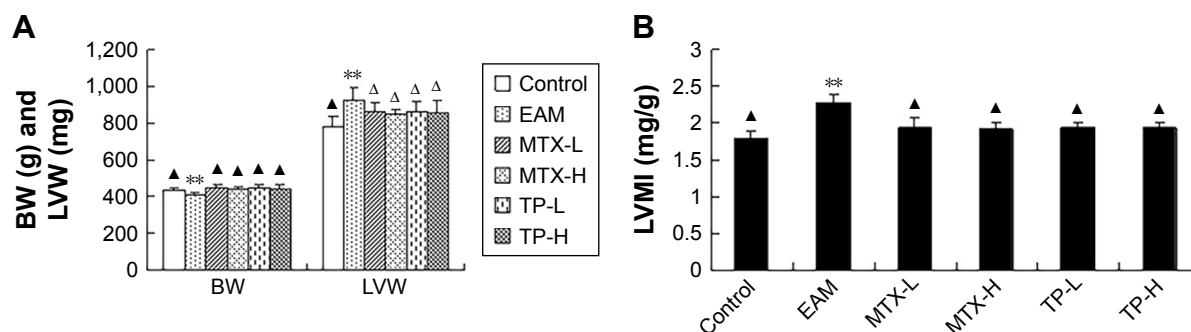 A
BW (g) and
LVW (mg)
1,200
1,000
800
600
400
200
0
▲ ** ▲ ▲ ▲ ▲
▲ ** Δ Δ Δ Δ
BW LVW
Control
EAM
MTX-L
MTX-H
TP-L
TP-H
B
LVMI (mg/g)
3
2.5
2
1.5
1
0.5
0
▲ ** ▲ ▲ ▲ ▲
Control EAM MTX-L MTX-H TP-L TP-H